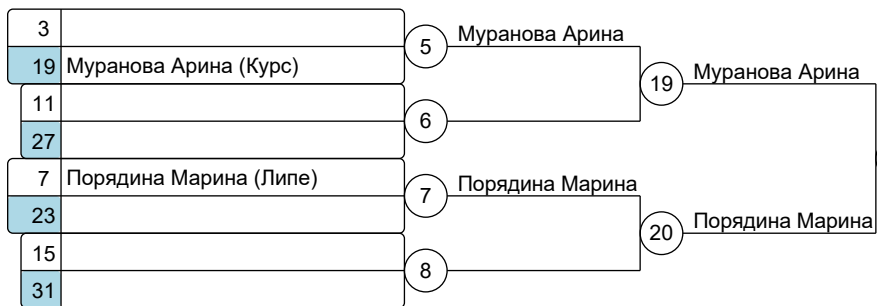 3
5 Муранова Арина
19 Муранова Арина (Курс)
19 Муранова Арина
11
6
27
7 Порядина Марина (Липе)
7 Порядина Марина
23
20 Порядина Марина
15
8
31